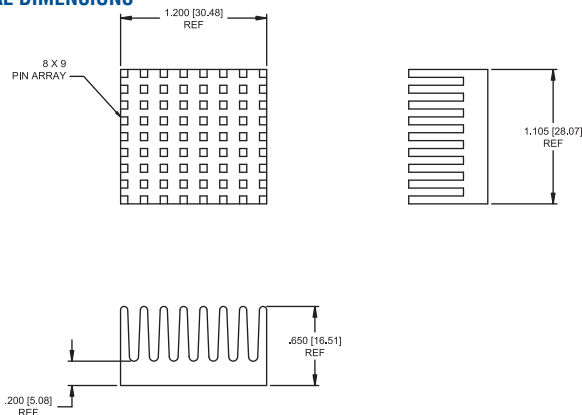 DIMENSIONS
1.200 [30.48]
REF
8 X 9
PIN ARRAY
1.105 [28.07]
REF
.650 [16.51]
REF
.200 [5.08]
REF